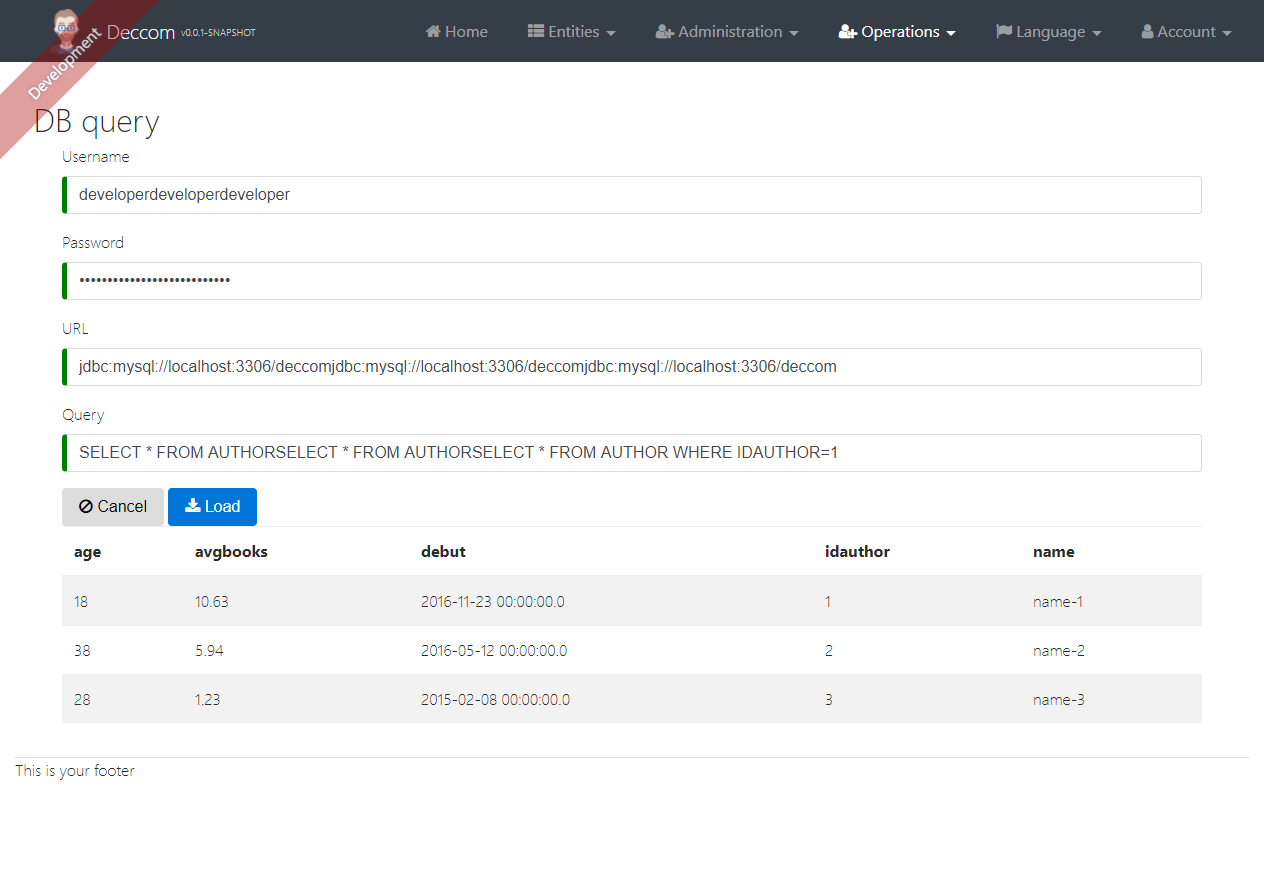 Deccom v0.0.1-SNAPSHOT Home Entities Administration Operations Language Account
Development
DB query
Username
developerdeveloperdeveloper
Password
•••••••••••••••••••••••••••
URL
jdbc:mysql://localhost:3306/deccomjdbc:mysql://localhost:3306/deccomjdbc:mysql://localhost:3306/deccom
Query
SELECT * FROM AUTHORSELECT * FROM AUTHORSELECT * FROM AUTHOR WHERE IDAUTHOR=1
Cancel Load
age avgbooks debut idauthor name
18 10.63 2016-11-23 00:00:00.0 1 name-1
38 5.94 2016-05-12 00:00:00.0 2 name-2
28 1.23 2015-02-08 00:00:00.0 3 name-3
This is your footer